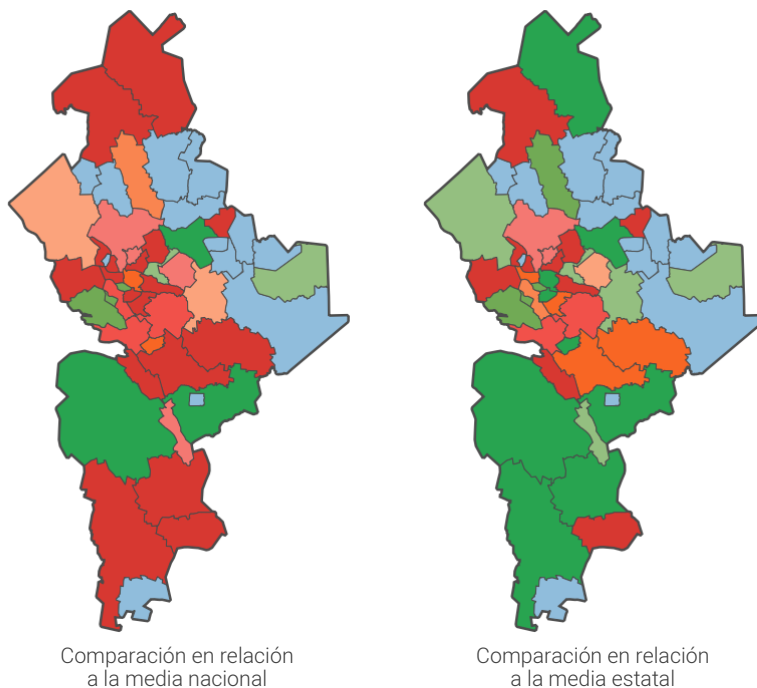 Comparación en relación
a la media nacional
Comparación en relación
a la media estatal